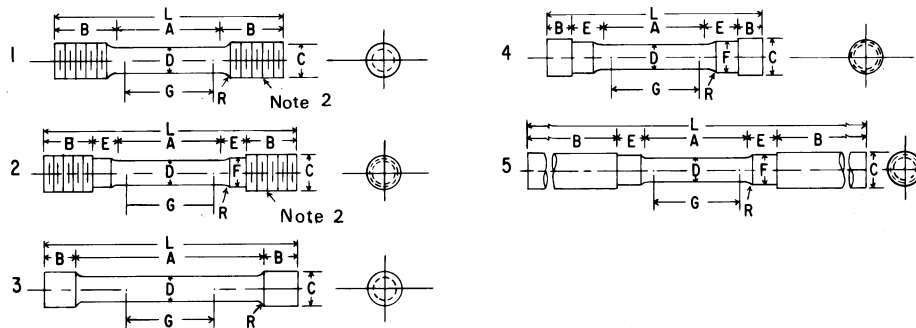 L
B A B
1 D C
G R
Note 2
L
B E A E B
2 D F C
G R
Note 2
L
B A B
3 D C
G R
L
B E A E B
4 D F C
G R
L
B E A E B
5 D F C
G R